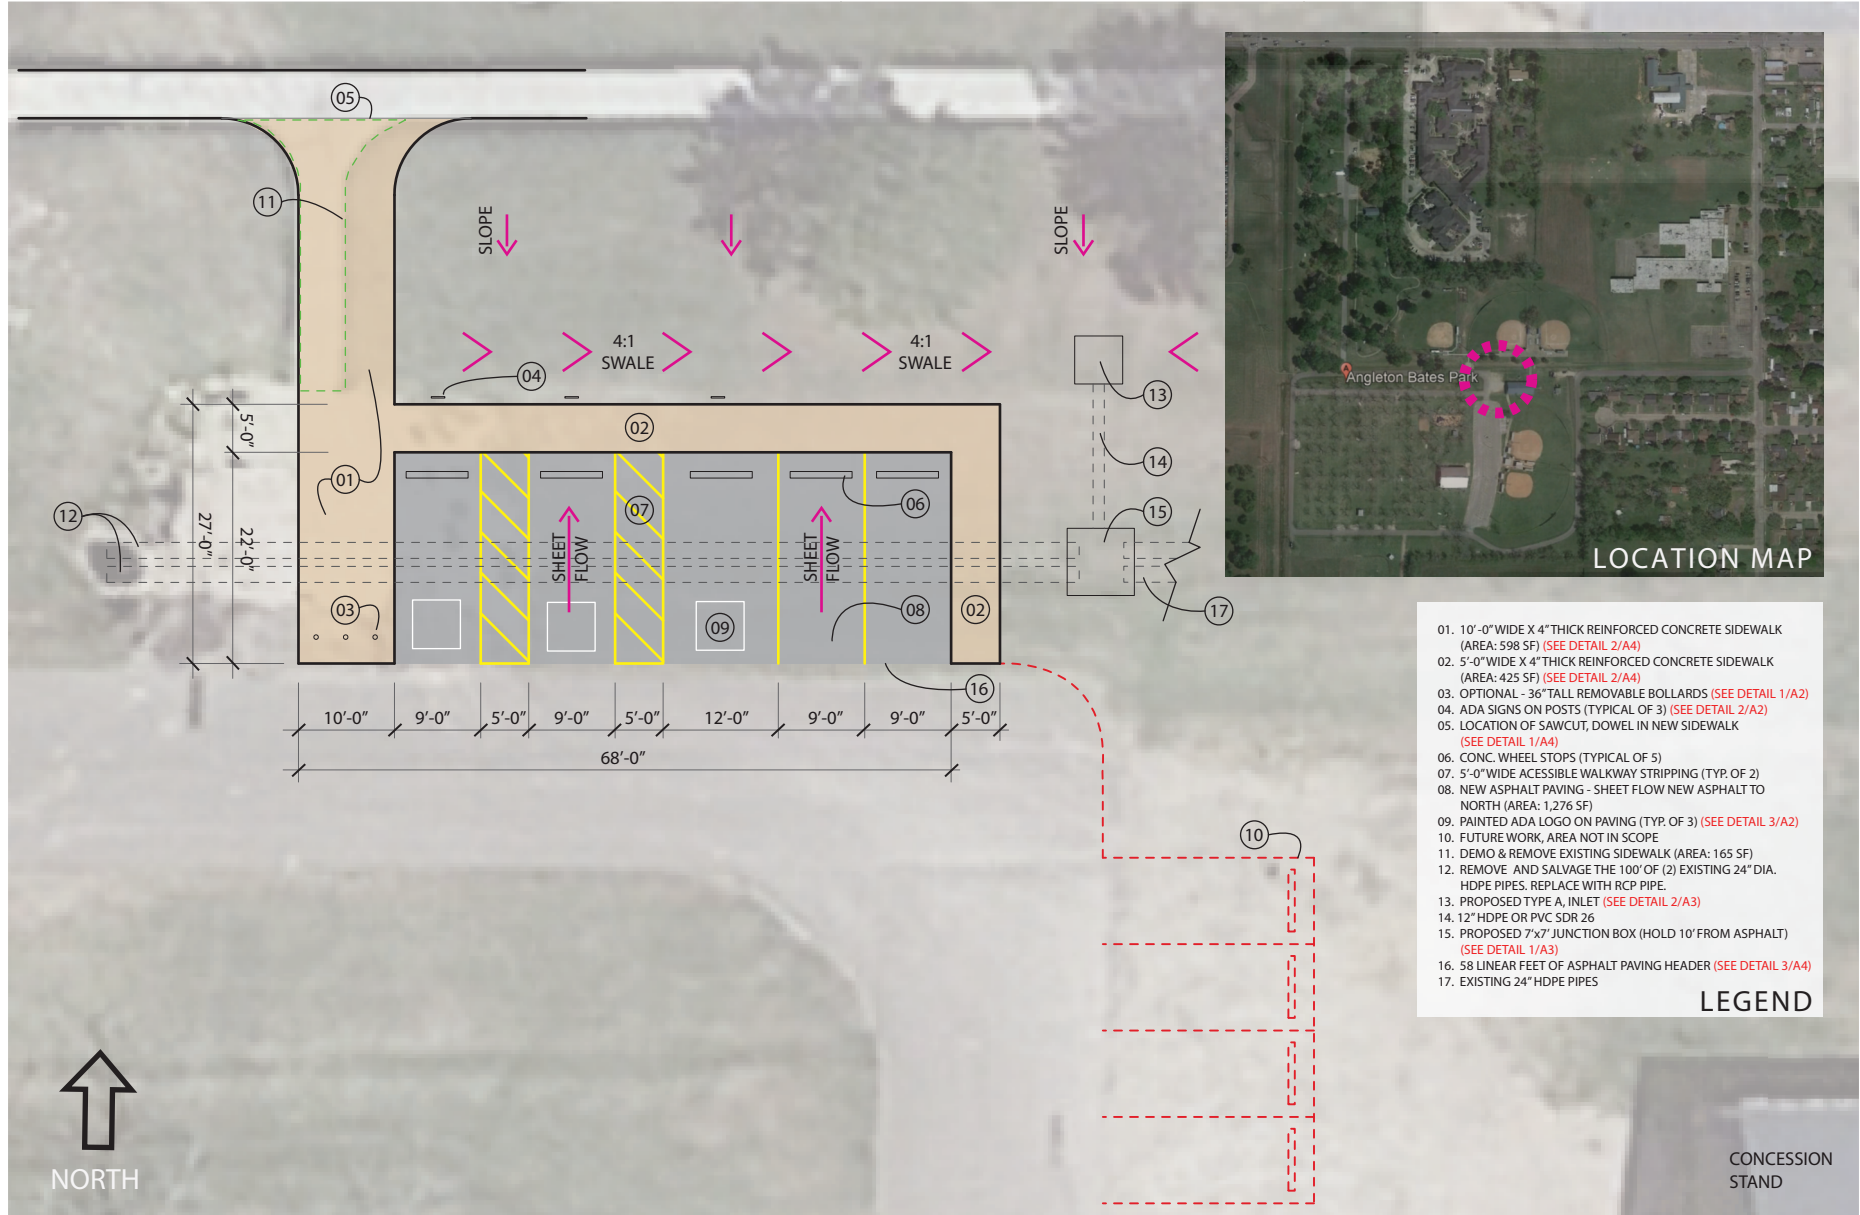 05
11
SLOPE
SLOPE
4:1
SWALE
4:1
SWALE
04
13
02
5'-0"
14
01
06
07
15
12
27'-0"
22'-0"
SHEET
FLOW
SHEET
FLOW
03
09
08
02
17
16
10'-0"
9'-0"
5'-0"
9'-0"
5'-0"
12'-0"
9'-0"
9'-0"
5'-0"
68'-0"
10
NORTH
Angleton Bates Park
LOCATION MAP
01. 10'-0" WIDE X 4" THICK REINFORCED CONCRETE SIDEWALK
(AREA: 598 SF) (SEE DETAIL 2/A4)
02. 5'-0" WIDE X 4" THICK REINFORCED CONCRETE SIDEWALK
(AREA: 425 SF) (SEE DETAIL 2/A4)
03. OPTIONAL - 36" TALL REMOVABLE BOLLARDS (SEE DETAIL 1/A2)
04. ADA SIGNS ON POSTS (TYPICAL OF 3) (SEE DETAIL 2/A2)
05. LOCATION OF SAWCUT, DOWEL IN NEW SIDEWALK
(SEE DETAIL 1/A4)
06. CONC. WHEEL STOPS (TYPICAL OF 5)
07. 5'-0" WIDE ACESSIBLE WALKWAY STRIPPING (TYP. OF 2)
08. NEW ASPHALT PAVING - SHEET FLOW NEW ASPHALT TO
NORTH (AREA: 1,276 SF)
09. PAINTED ADA LOGO ON PAVING (TYP. OF 3) (SEE DETAIL 3/A2)
10. FUTURE WORK, AREA NOT IN SCOPE
11. DEMO & REMOVE EXISTING SIDEWALK (AREA: 165 SF)
12. REMOVE AND SALVAGE THE 100' OF (2) EXISTING 24" DIA.
HDPE PIPES. REPLACE WITH RCP PIPE.
13. PROPOSED TYPE A, INLET (SEE DETAIL 2/A3)
14. 12" HDPE OR PVC SDR 26
15. PROPOSED 7'x7' JUNCTION BOX (HOLD 10' FROM ASPHALT)
(SEE DETAIL 1/A3)
16. 58 LINEAR FEET OF ASPHALT PAVING HEADER (SEE DETAIL 3/A4)
17. EXISTING 24" HDPE PIPES
LEGEND
CONCESSION
STAND